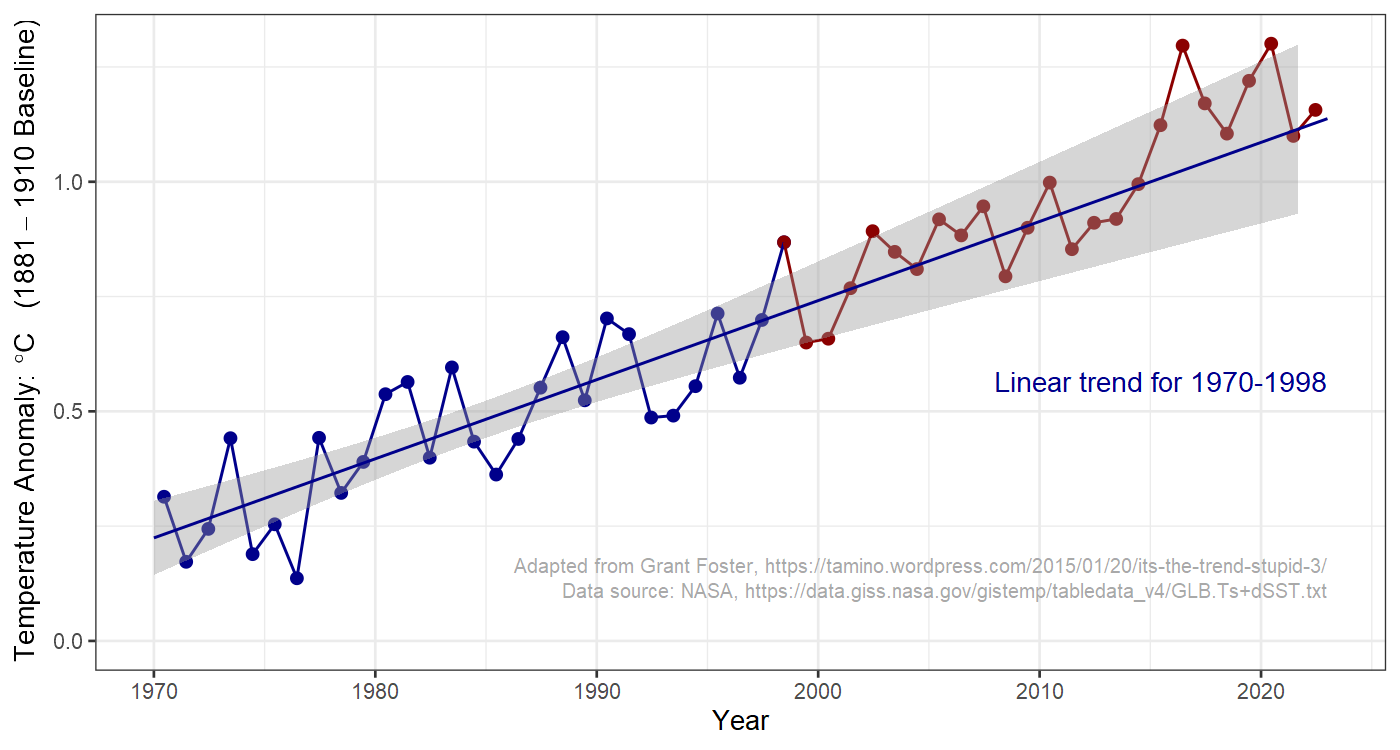 Temperature Anomaly: °C (1881 – 1910 Baseline)
1.0
0.5
0.0
Linear trend for 1970-1998
Adapted from Grant Foster, https://tamino.wordpress.com/2015/01/20/its-the-trend-stupid-3/
Data source: NASA, https://data.giss.nasa.gov/gistemp/tabledata_v4/GLB.Ts+dSST.txt
1970 1980 1990 2000 2010 2020
Year